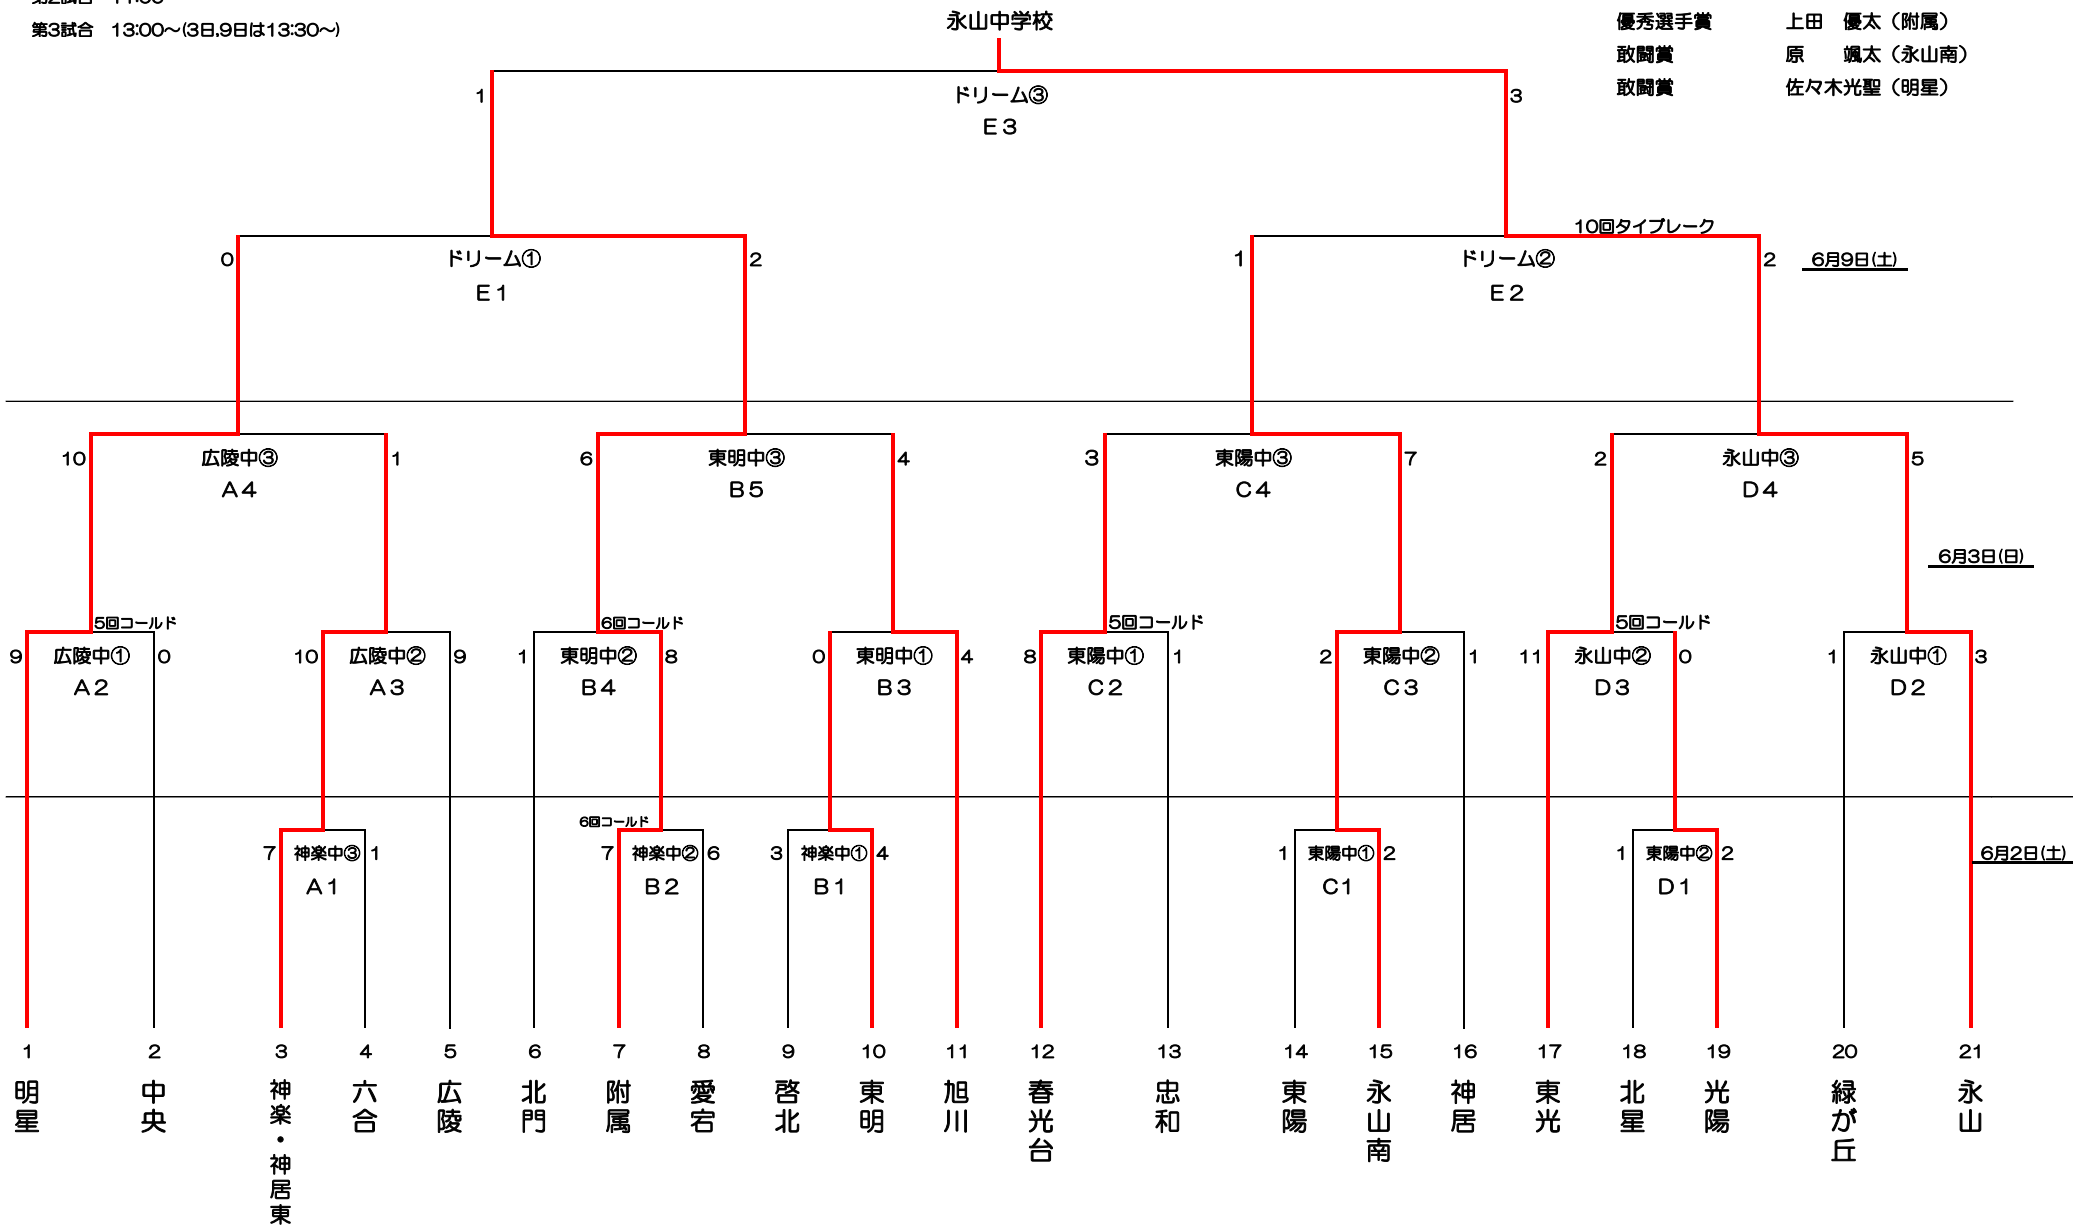 第3試合 13:00～(3日,9日は13:30～)
永山中学校
優秀選手賞 上田 優太（附属）
敢闘賞 原 颯太（永山南）
敢闘賞 佐々木光聖（明星）
1 ドリーム③ 3
E3
10回タイブレーク
0 ドリーム① 2 1 ドリーム② 2 6月9日(土)
E1 E2
10 広陵中③ 1 6 東明中③ 4 3 東陽中③ 7 2 永山中③ 5
A4 B5 C4 D4
6月3日(日)
5回コールド 6回コールド 5回コールド 5回コールド
9 広陵中① 0 10 広陵中② 9 1 東明中② 8 0 東明中① 4 8 東陽中① 1 2 東陽中② 1 11 永山中② 0 1 永山中① 3
A2 A3 B4 B3 C2 C3 D3 D2
6回コールド
7 神楽中③ 1 7 神楽中② 6 3 神楽中① 4 1 東陽中① 2 1 東陽中② 2 6月2日(土)
A1 B2 B1 C1 D1
1 2 3 4 5 6 7 8 9 10 11 12 13 14 15 16 17 18 19 20 21
明星
中央
神楽・神居東
六合
広陵
北門
附属
愛宕
啓北
東明
旭川
春光台
忠和
東陽
永山南
神居
東光
北星
光陽
緑が丘
永山